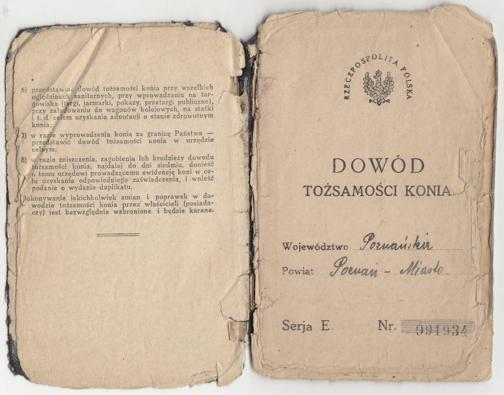 6) przedstawiać dowód tożsamości konia przy wszelkich
oględzinach sanitarnych, przy wprowadzaniu na tar-
gowiska (targi, jarmarki, pokazy, przetargi publiczne),
przy załadowaniu do wagonów kolejowych, na statki
i t. d. celem uzyskania adnotacji o stanie zdrowotnym
konia;
7) w razie wyprowadzenia konia za granicę Państwa —
przedstawić dowód tożsamości konia w urzędzie
celnym;
8) w razie zniszczenia, zagubienia lub kradzieży dowodu
tożsamości konia, najdalej do dni siedmiu, donieść
o tem urzędowi prowadzącemu ewidencję koni w ce-
lu uzyskania odpowiedniego zaświadczenia, i wnieść
podanie o wydanie duplikatu.
Dokonywanie jakichkolwiek zmian i poprawek w do-
wodzie tożsamości konia przez właścicieli (posiada-
czy) jest bezwzględnie wzbronione i będzie karane.
RZECZPOSPOLITA POLSKA
DOWÓD
TOŻSAMOŚCI KONIA
Województwo Poznańskie
Powiat Poznań - Miasto
Serja E. Nr. 991934